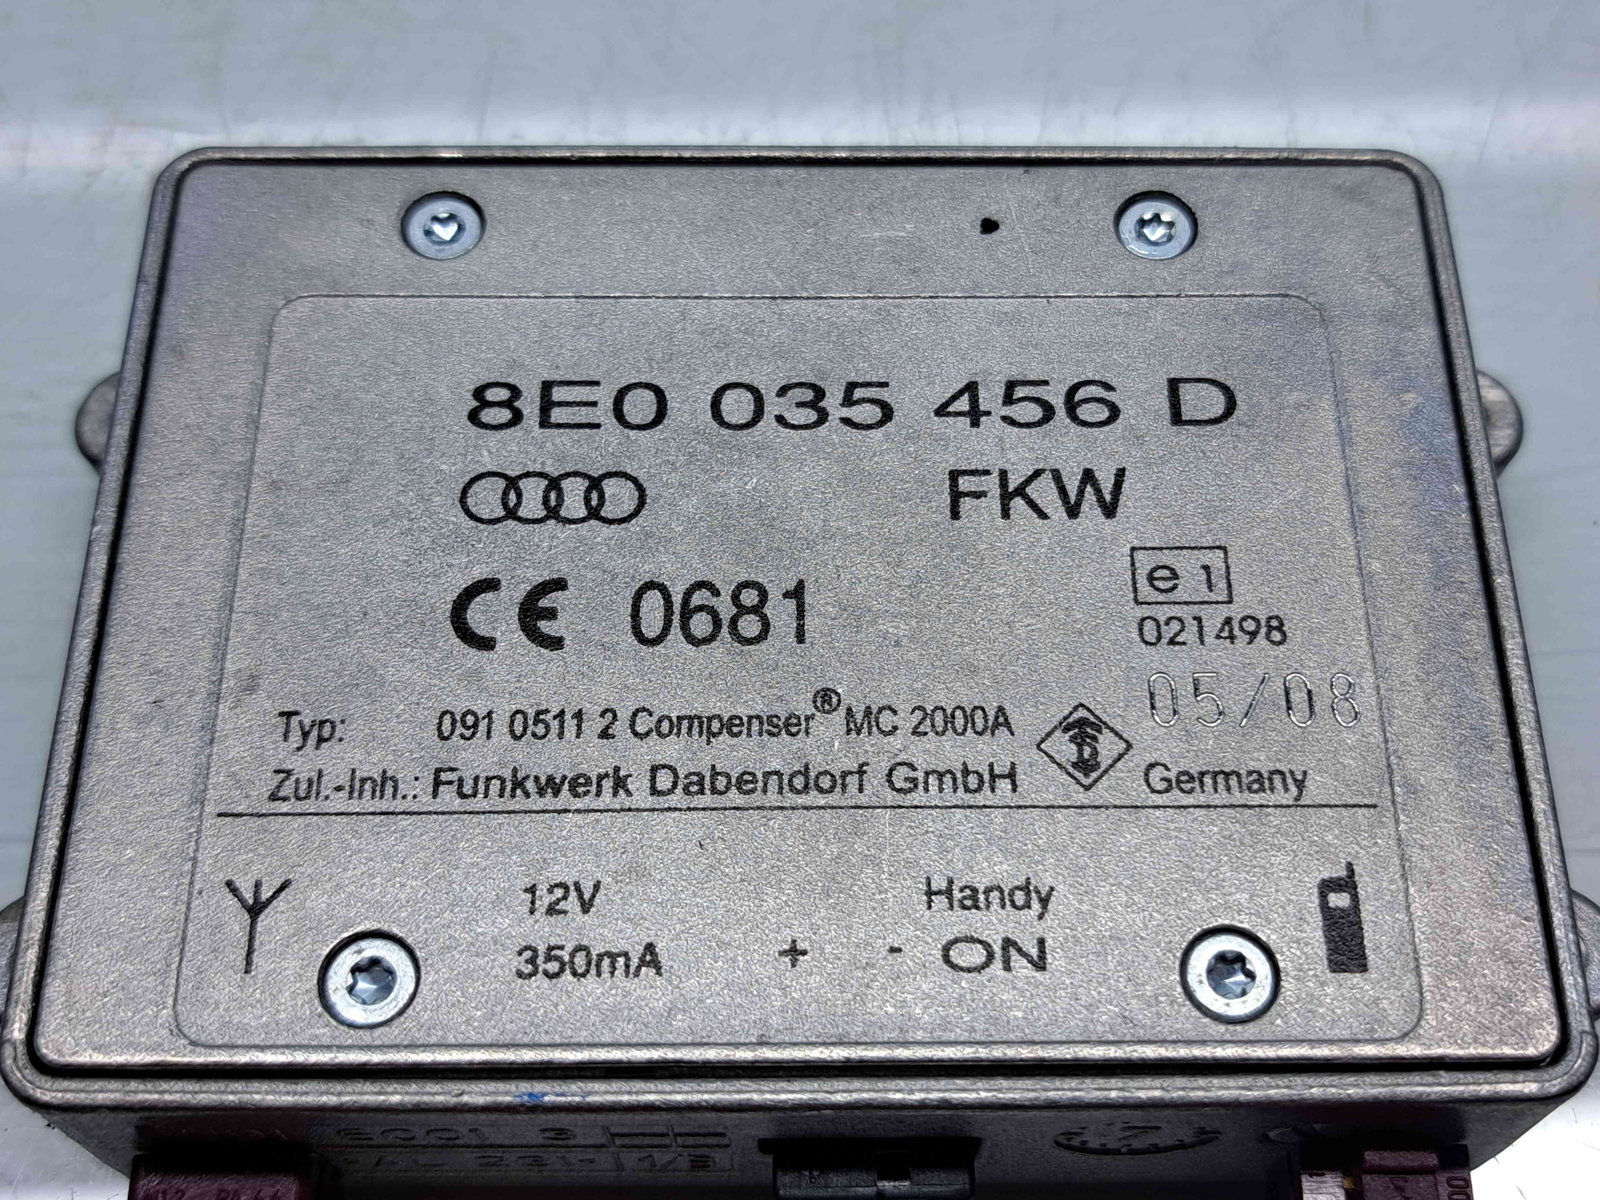 8E0 035 456 D
FKW
CE 0681
e1
021498
05/08
Typ: 091 0511 2 Compenser® MC 2000A
Zul.-Inh.: Funkwerk Dabendorf GmbH Germany
12V Handy
350mA + - ON